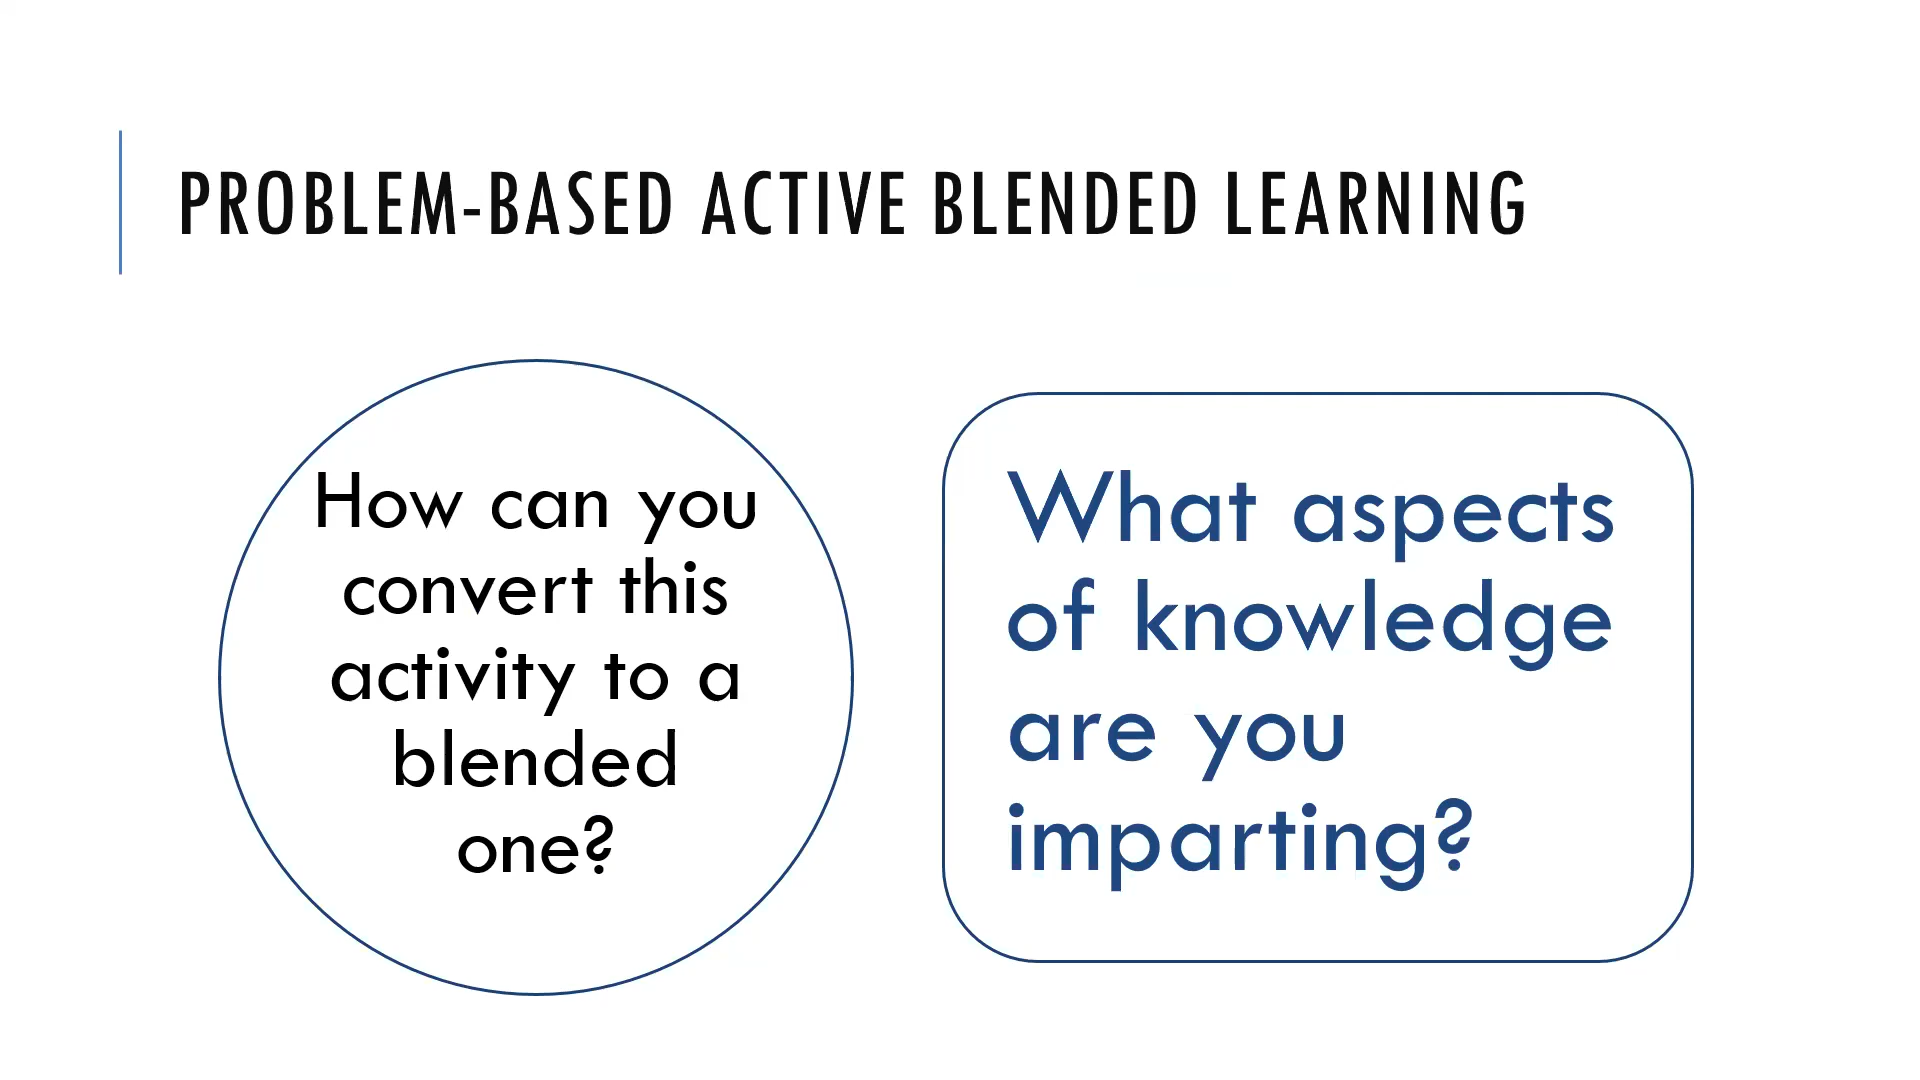 PROBLEM-BASED ACTIVE BLENDED LEARNING
How can you
convert this
activity to a
blended
one?
What aspects
of knowledge
are you
imparting?